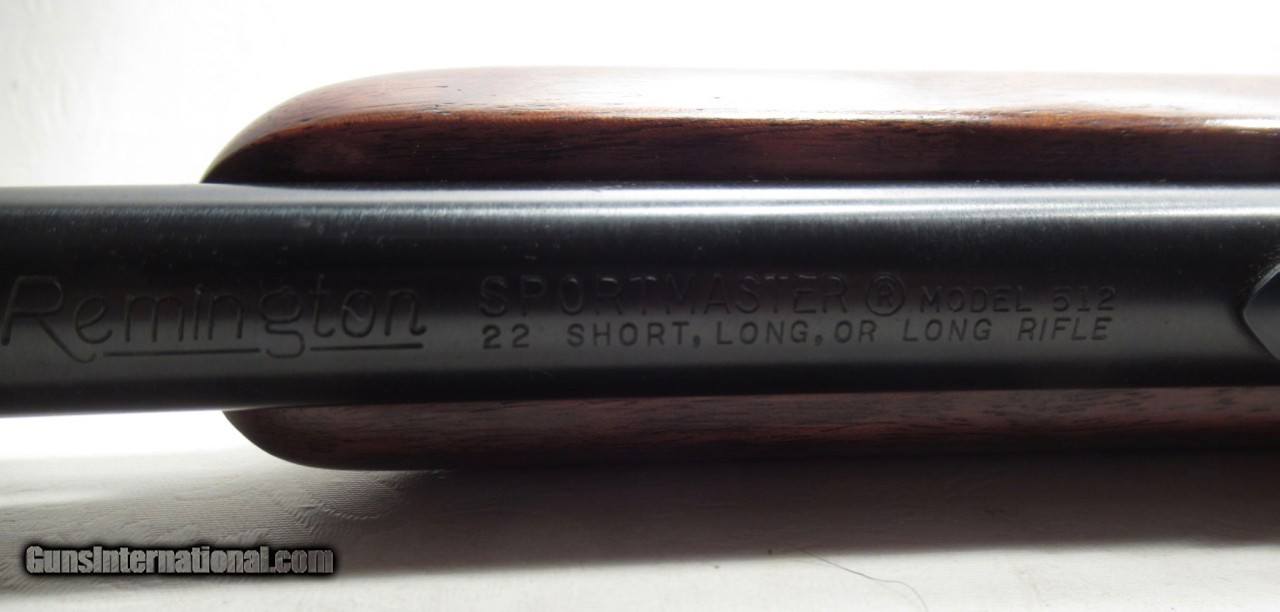 Remington SPORTMASTER ® MODEL 512
22 SHORT, LONG, OR LONG RIFLE
GunsInternational.com